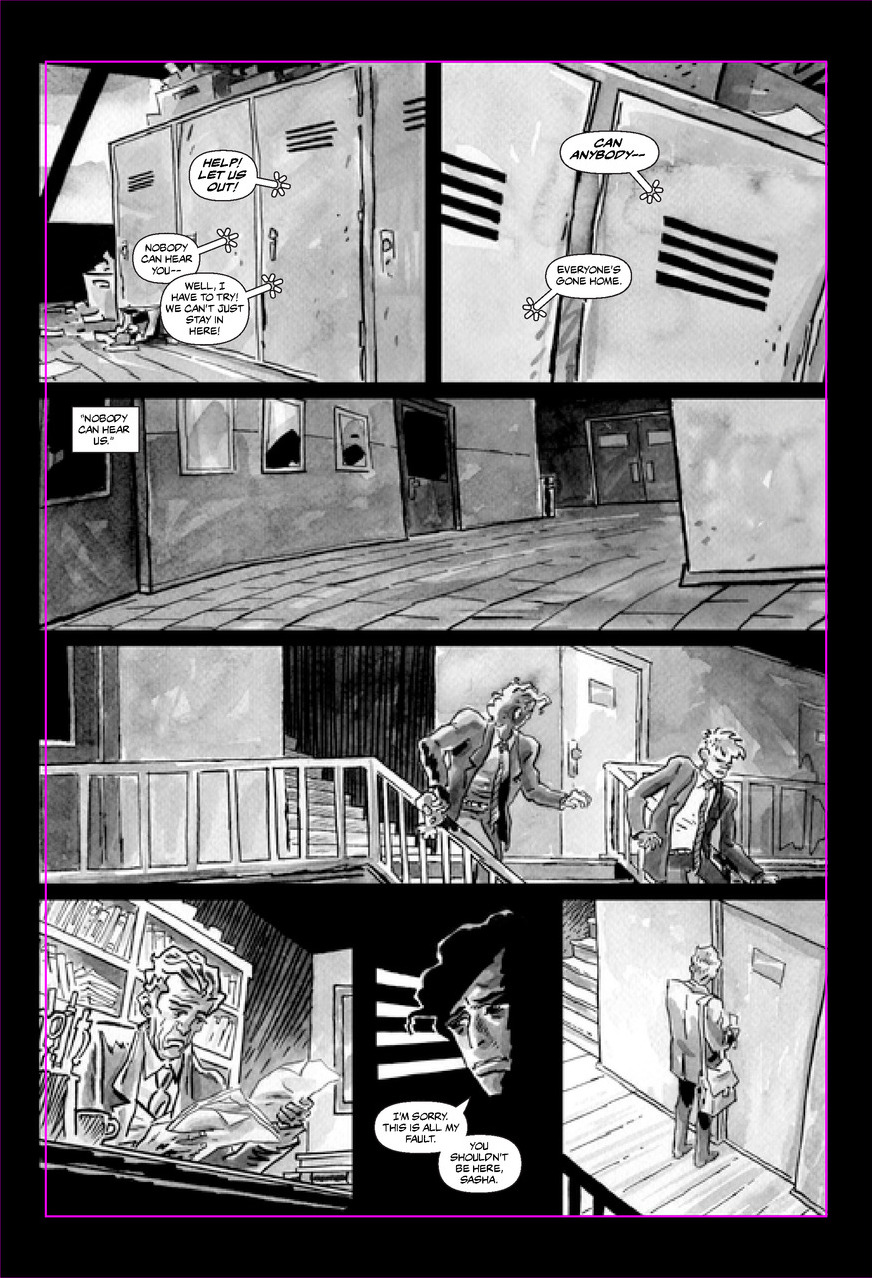 HELP!
LET US
OUT!
NOBODY
CAN HEAR
YOU--
WELL, I
HAVE TO TRY!
WE CAN'T JUST
STAY IN
HERE!
CAN
ANYBODY--
EVERYONE'S
GONE HOME.
"NOBODY
CAN HEAR
US."
I'M SORRY.
THIS IS ALL MY
FAULT.
YOU
SHOULDN'T
BE HERE,
SASHA.